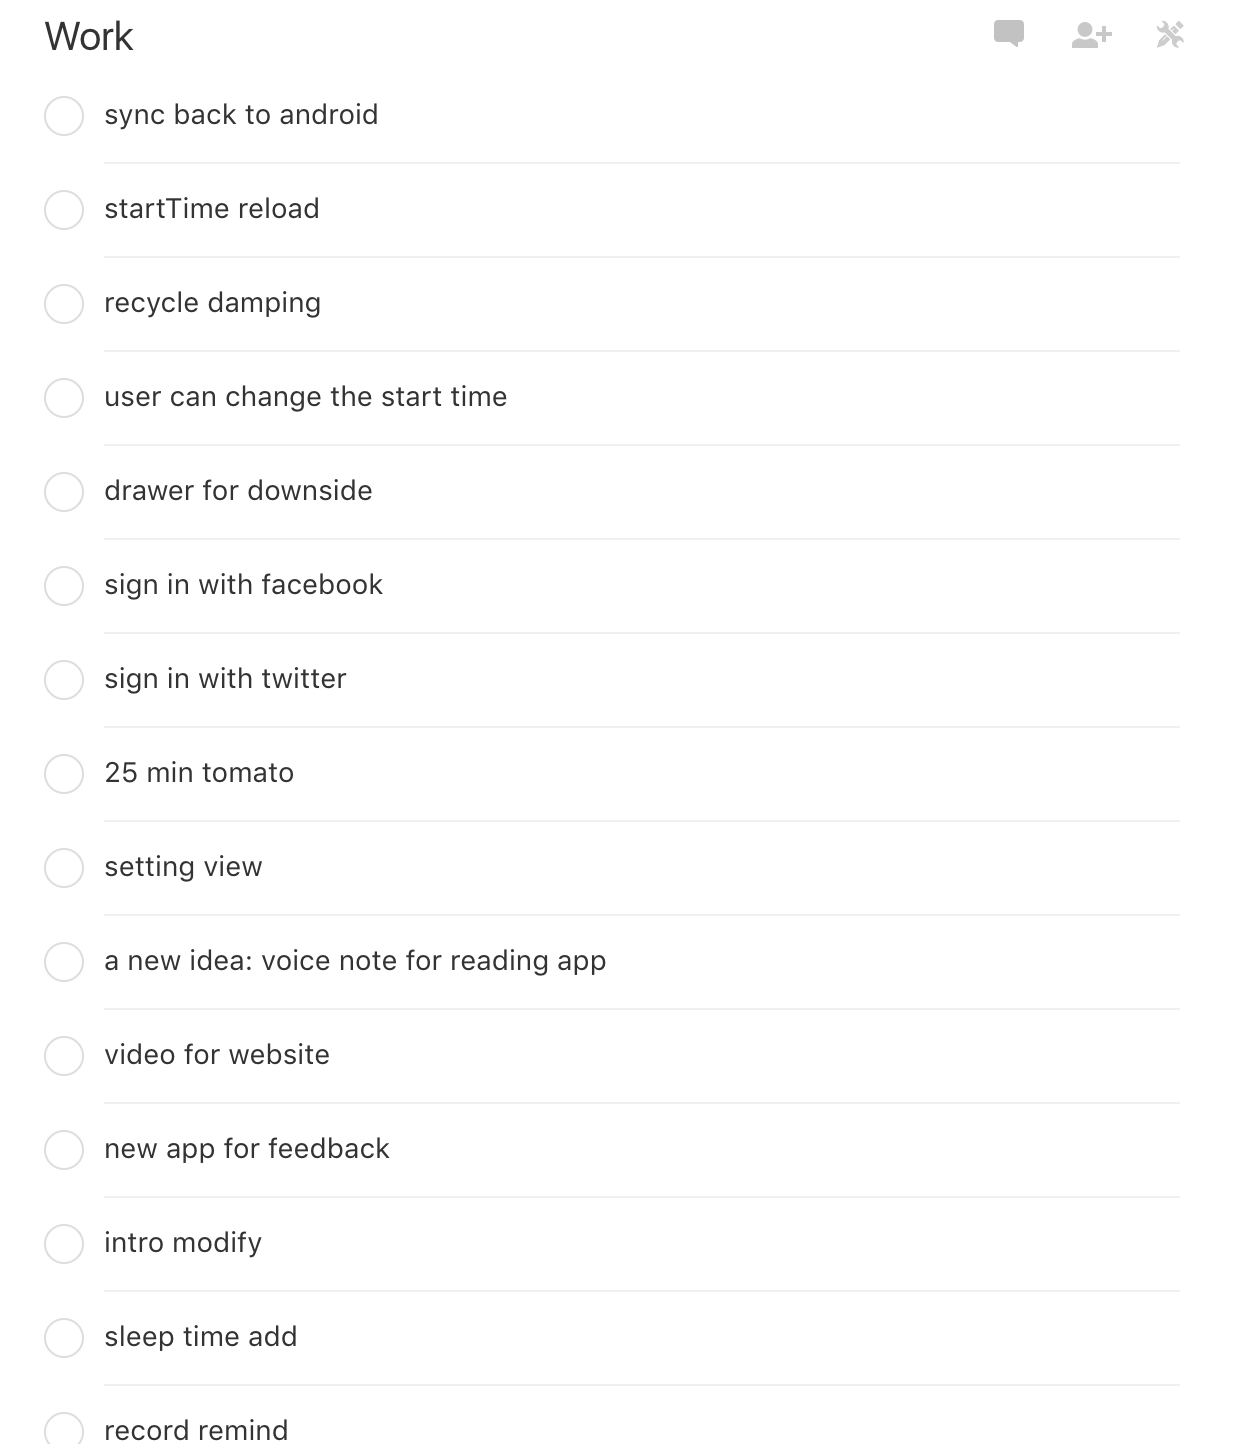 Work
sync back to android
startTime reload
recycle damping
user can change the start time
drawer for downside
sign in with facebook
sign in with twitter
25 min tomato
setting view
a new idea: voice note for reading app
video for website
new app for feedback
intro modify
sleep time add
record remind